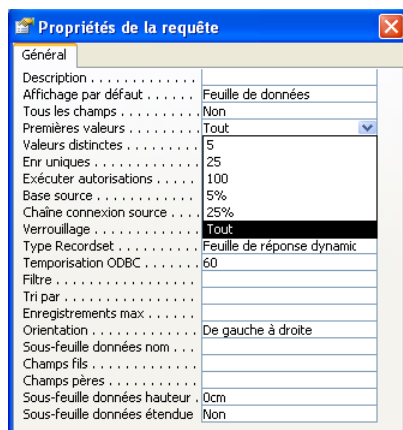 Propriétés de la requête
Général
Description . . . . . . . . . . . . .
Affichage par défaut . . . . . . Feuille de données
Tous les champs . . . . . . . . . . Non
Premières valeurs . . . . . . . . . Tout
Valeurs distinctes . . . . . . . . . 5
Enr uniques . . . . . . . . . . . . . 25
Exécuter autorisations . . . . . 100
Base source . . . . . . . . . . . . . 5%
Chaîne connexion source . . . . 25%
Verrouillage . . . . . . . . . . . . . Tout
Type Recordset . . . . . . . . . . Feuille de réponse dynamic
Temporisation ODBC . . . . . . . 60
Filtre . . . . . . . . . . . . . . . . . .
Tri par . . . . . . . . . . . . . . . . .
Enregistrements max . . . . . . .
Orientation . . . . . . . . . . . . . De gauche à droite
Sous-feuille données nom . . .
Champs fils . . . . . . . . . . . . .
Champs pères . . . . . . . . . . .
Sous-feuille données hauteur . 0cm
Sous-feuille données étendue Non